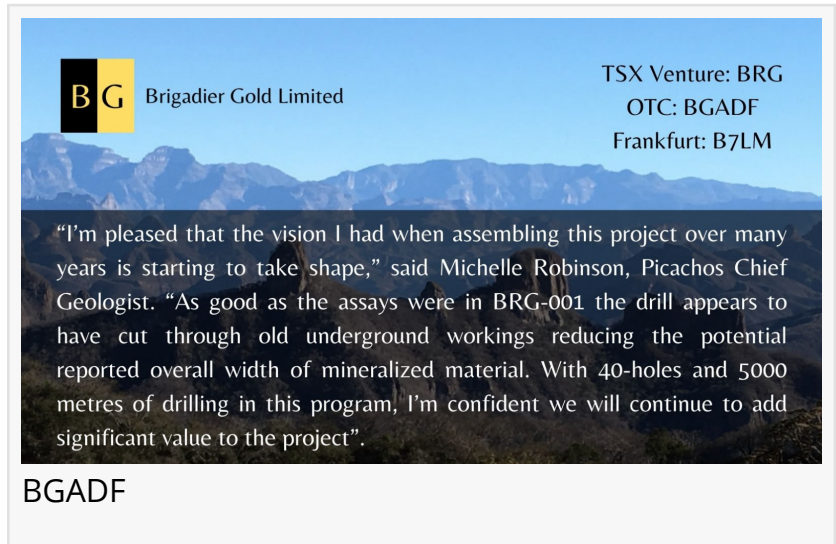 BG
Brigadier Gold Limited
TSX Venture: BRG
OTC: BGADF
Frankfurt: B7LM
“I’m pleased that the vision I had when assembling this project over many
years is starting to take shape,” said Michelle Robinson, Picachos Chief
Geologist. “As good as the assays were in BRG-001 the drill appears to
have cut through old underground workings reducing the potential
reported overall width of mineralized material. With 40-holes and 5000
metres of drilling in this program, I’m confident we will continue to add
significant value to the project”.
BGADF